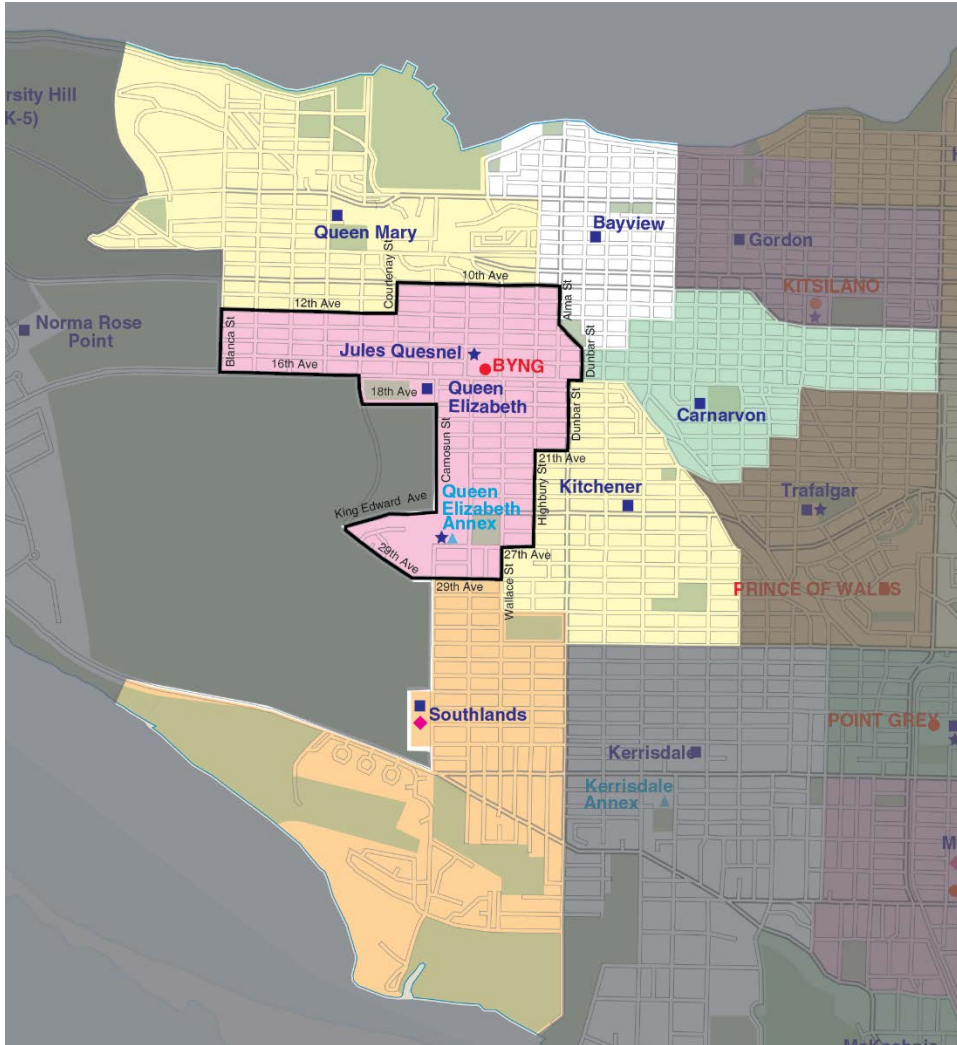 rsity Hill
K-5)
Queen Mary
Bayview
Gordon
Courtenay St
10th Ave
Alma St
KITSILANO
12th Ave
Norma Rose
Point
Blanca St
Jules Quesnel
BYNG
Dunbar St
16th Ave
18th Ave
Queen
Elizabeth
Dunbar St
Carnarvon
Camosun St
21th Ave
Highbury St
Kitchener
Trafalgar
King Edward Ave
Queen
Elizabeth
Annex
29th Ave
27th Ave
29th Ave
Wallace St
PRINCE OF WALES
Southlands
POINT GREY
Kerrisdale
Kerrisdale
Annex
M